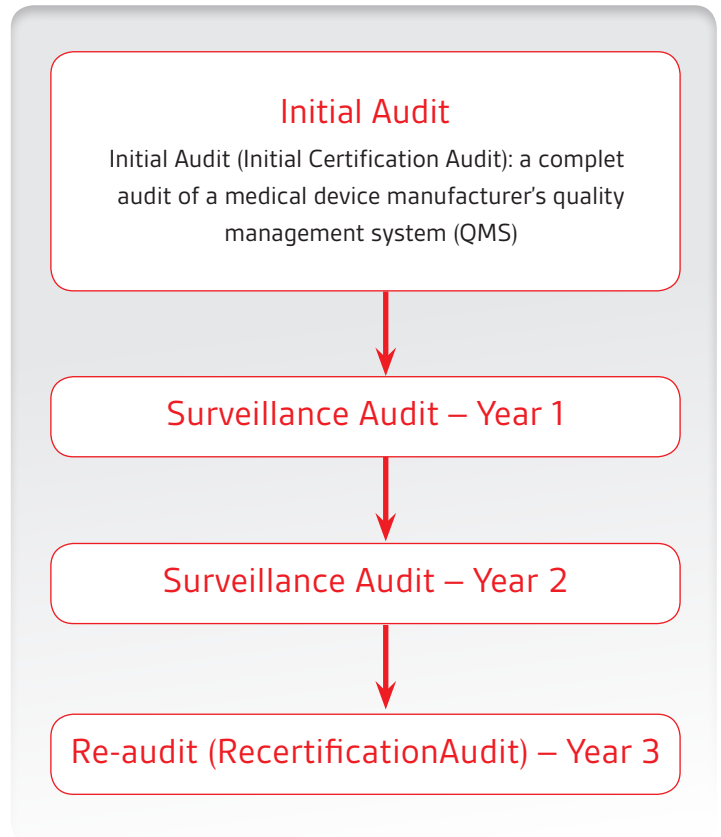 Initial Audit
Initial Audit (Initial Certification Audit): a complet
audit of a medical device manufacturer's quality
management system (QMS)
Surveillance Audit – Year 1
Surveillance Audit – Year 2
Re-audit (RecertificationAudit) – Year 3